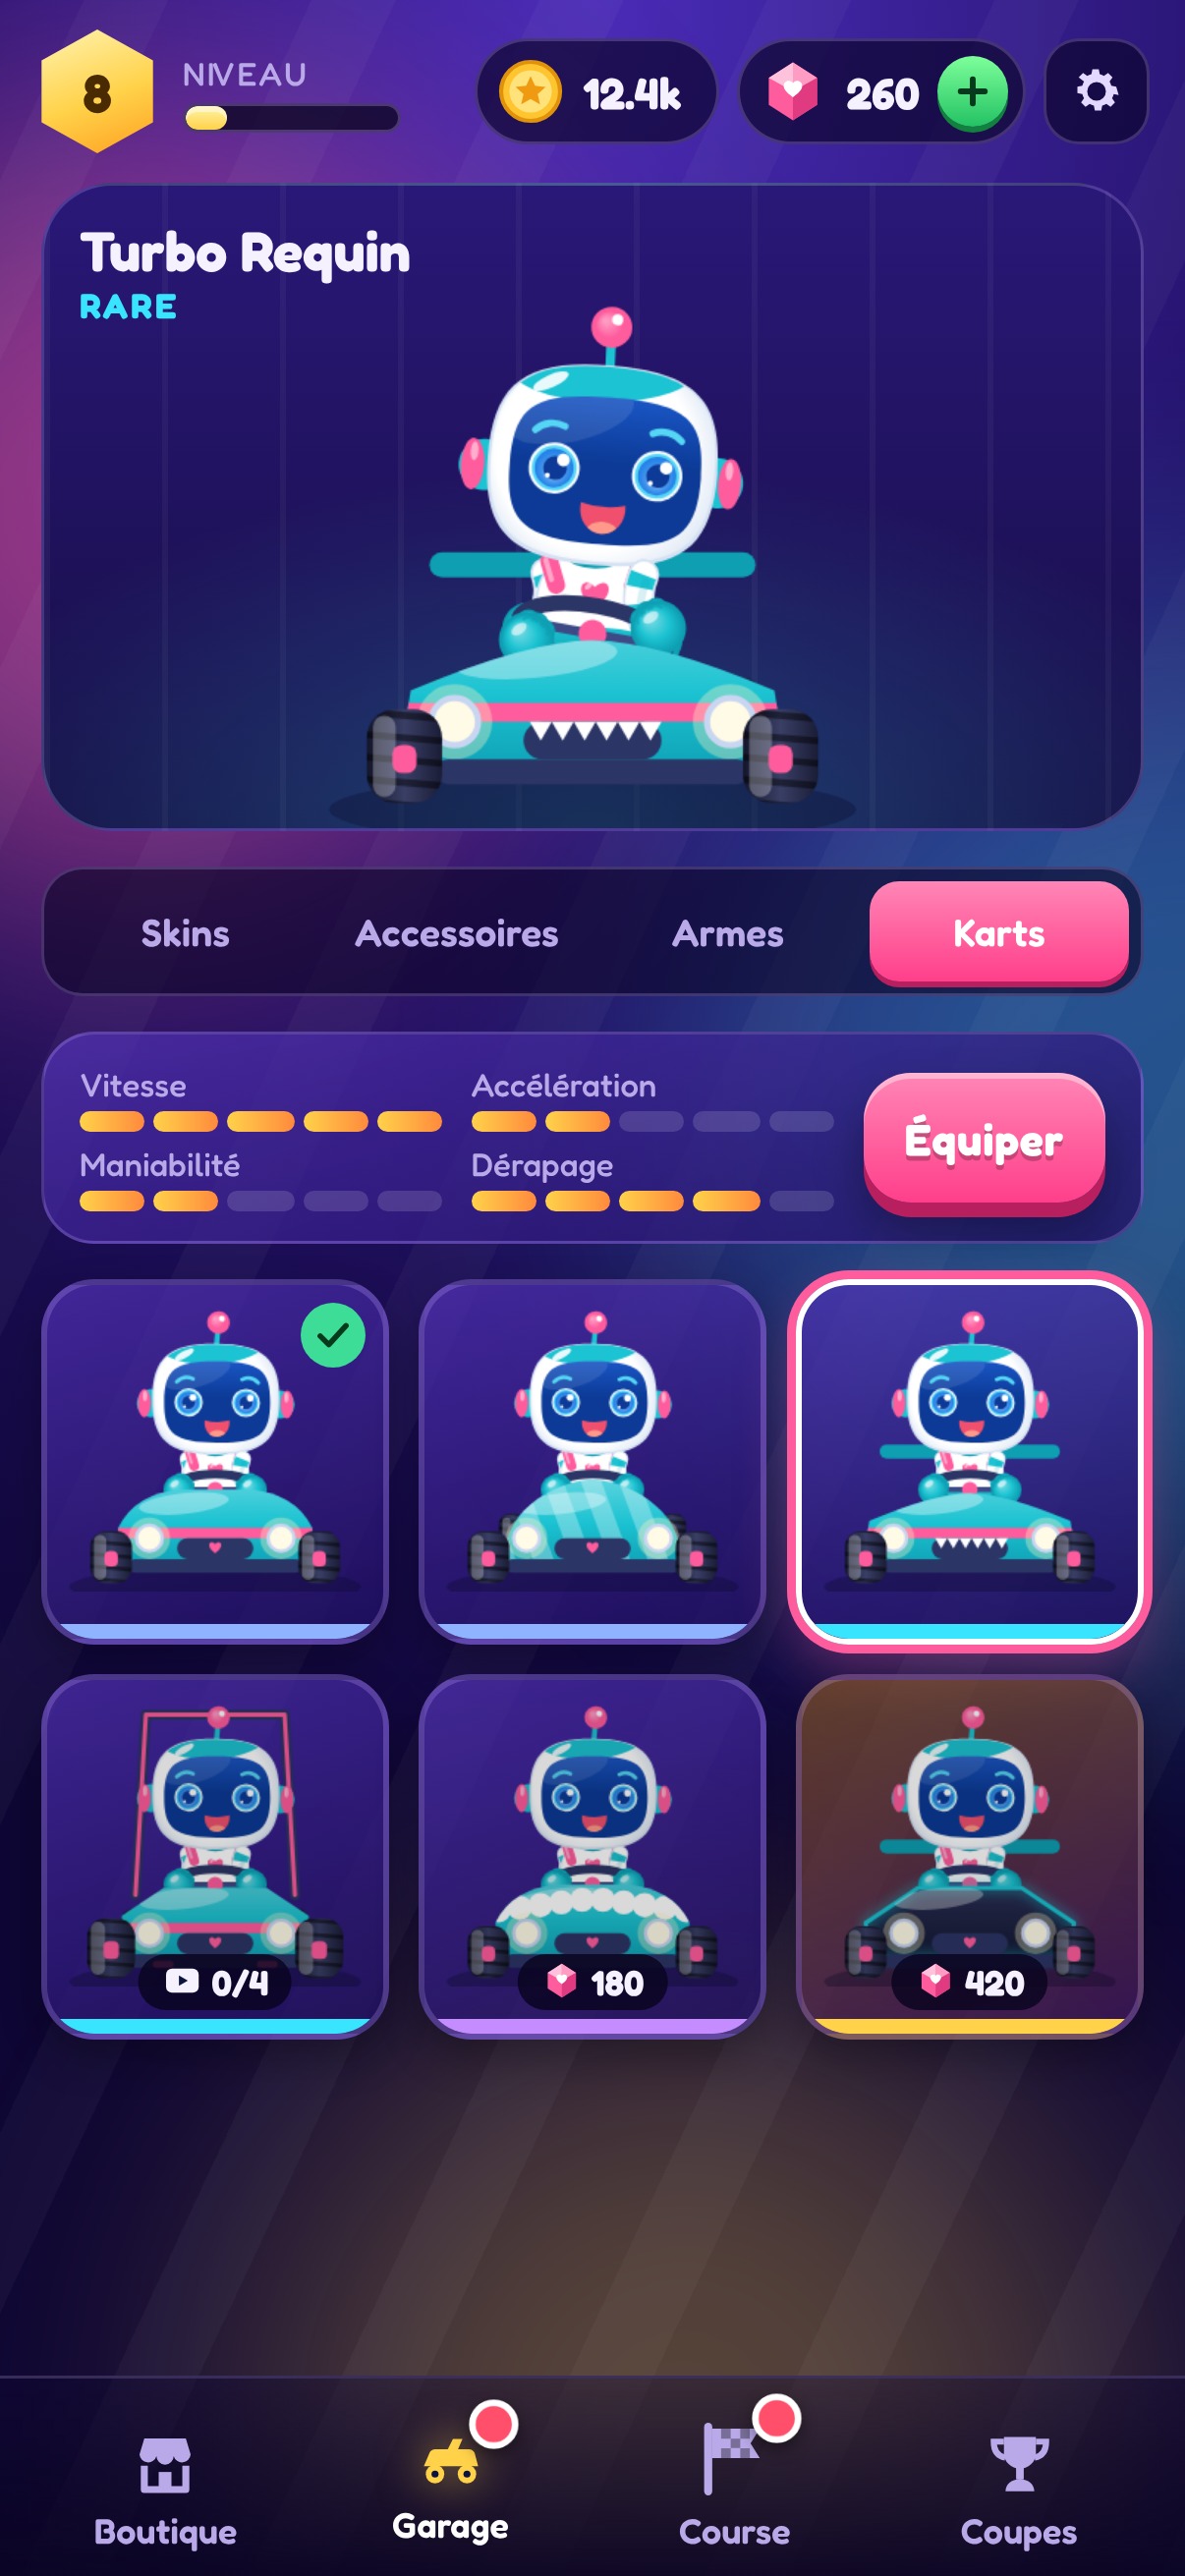 8
NIVEAU
12.4k
260
Turbo Requin
RARE
Skins
Accessoires
Armes
Karts
Vitesse
Accélération
Maniabilité
Dérapage
Équiper
0/4
180
420
Boutique
Garage
Course
Coupes